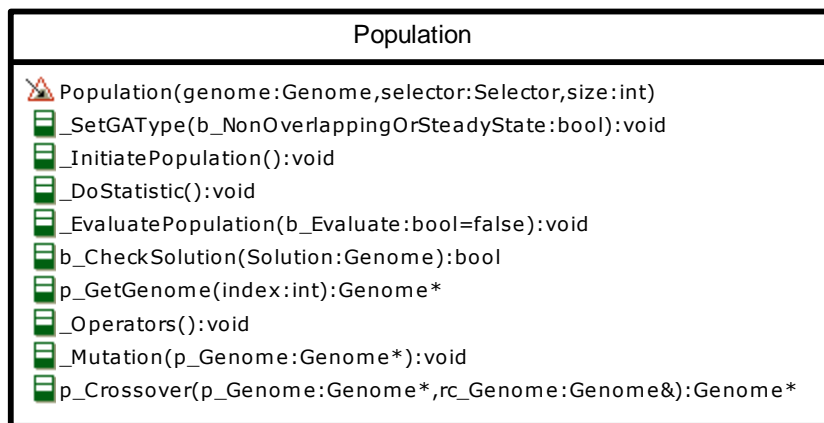 Population
Population(genome:Genome,selector:Selector,size:int)
_SetGAType(b_NonOverlappingOrSteadyState:bool):void
_InitiatePopulation():void
_DoStatistic():void
_EvaluatePopulation(b_Evaluate:bool=false):void
b_CheckSolution(Solution:Genome):bool
p_GetGenome(index:int):Genome*
_Operators():void
_Mutation(p_Genome:Genome*):void
p_Crossover(p_Genome:Genome*,rc_Genome:Genome&):Genome*